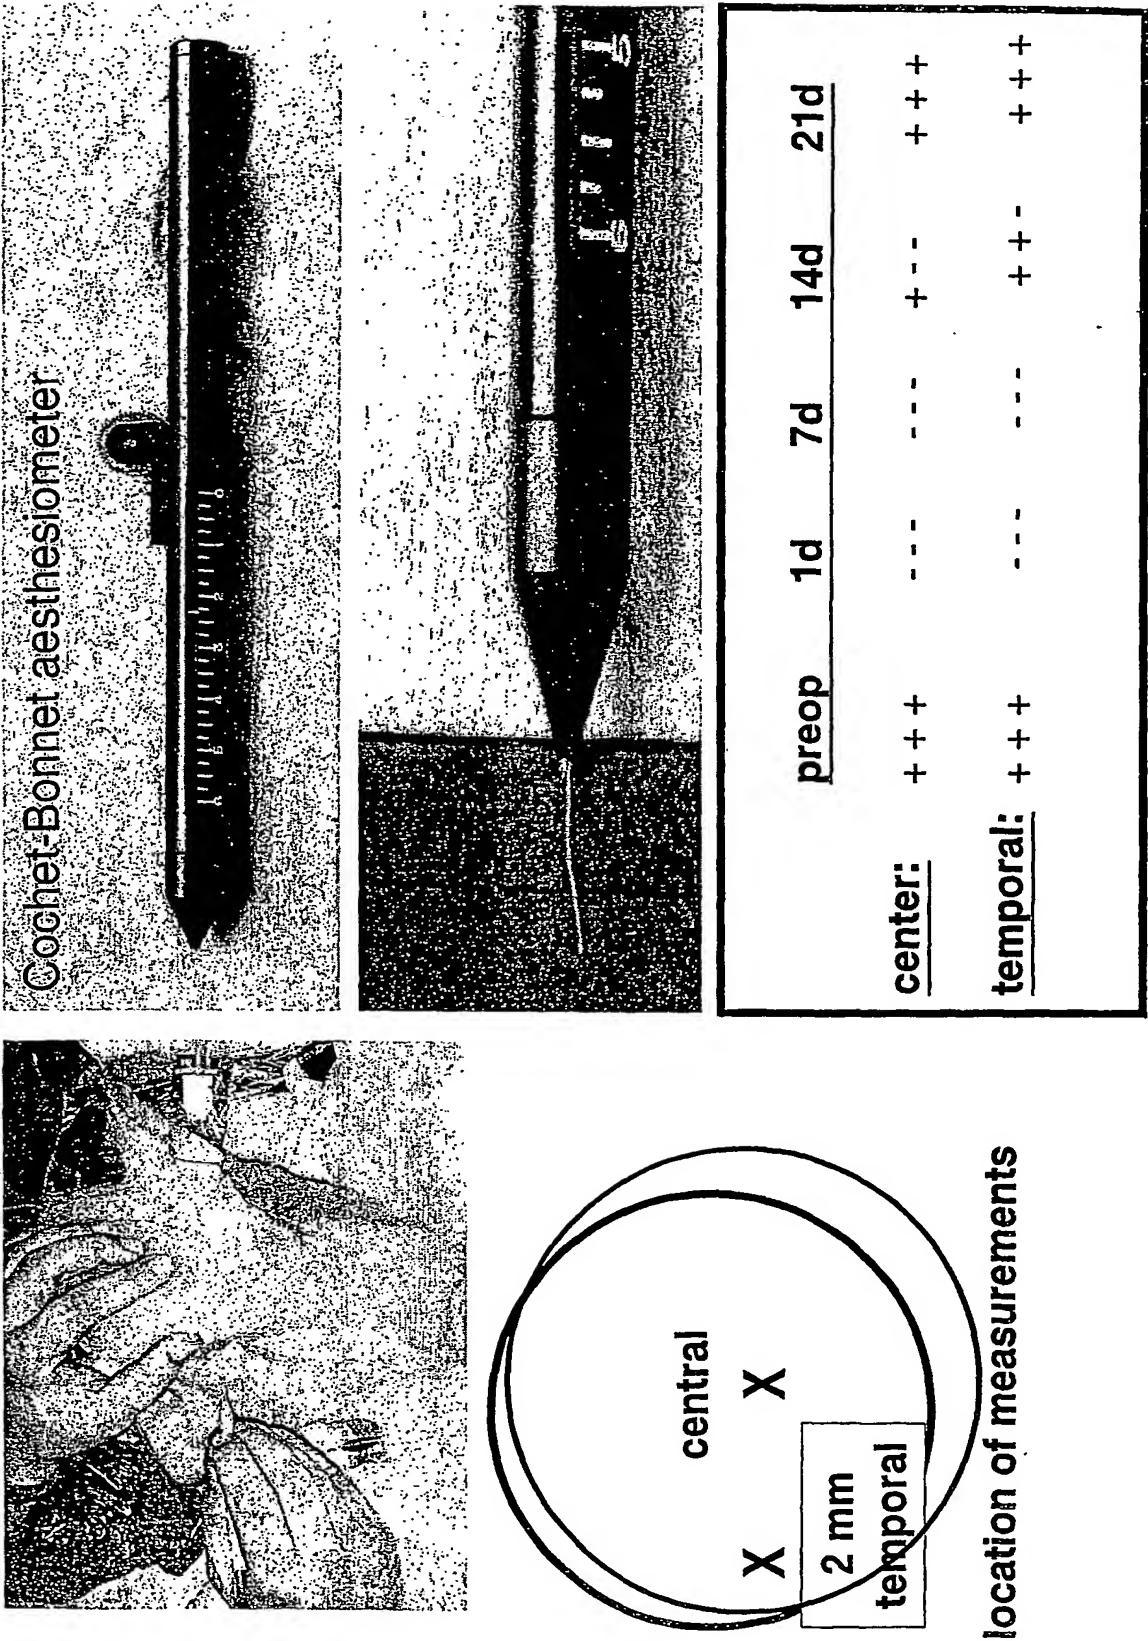 Cochet-Bonnet aesthesiometer
central
X X
2 mm
temporal
location of measurements
preop 1d 7d 14d 21d
center: +++ --- --- +-- +++
temporal: +++ --- --- ++- +++